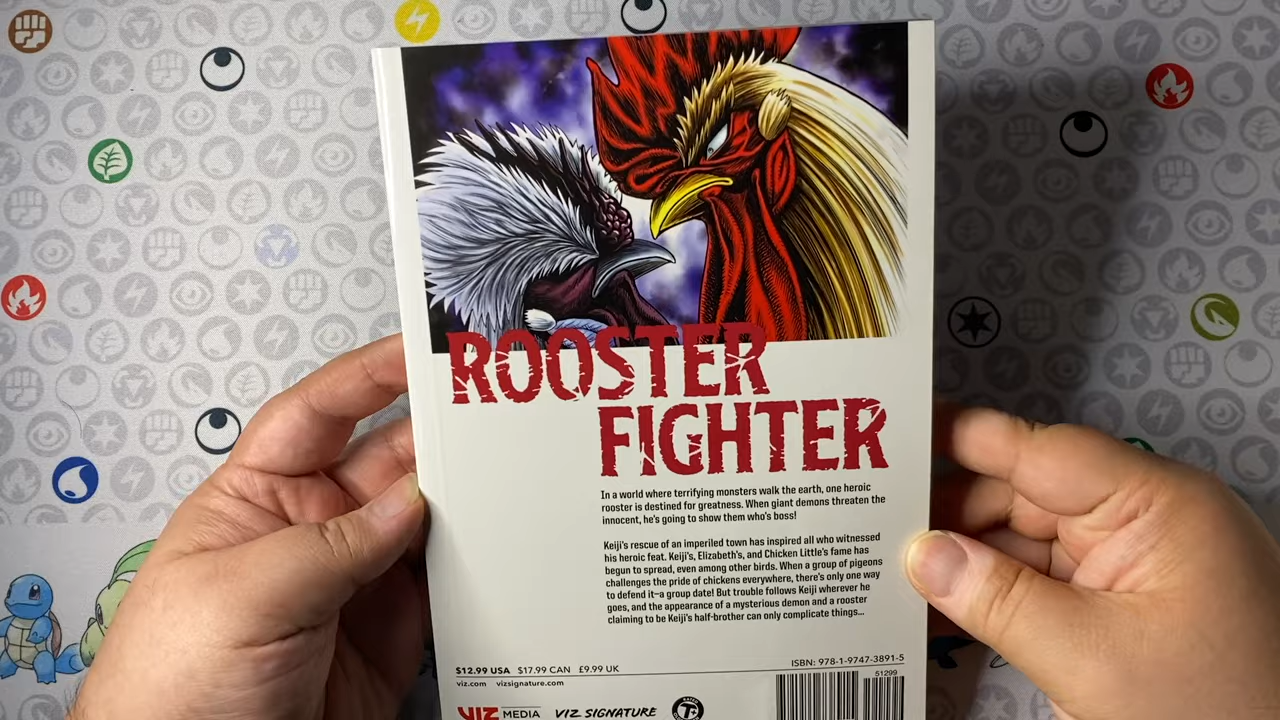 ROOSTER
FIGHTER
In a world where terrifying monsters walk the earth, one heroic
rooster is destined for greatness. When giant demons threaten the
innocent, he's going to show them who's boss!
Keiji's rescue of an imperiled town has inspired all who witnessed
his heroic feat. Keiji's, Elizabeth's, and Chicken Little's fame has
begun to spread, even among other birds. When a group of pigeons
challenges the pride of chickens everywhere, there's only one way
to defend it—a group date! But trouble follows Keiji wherever he
goes, and the appearance of a mysterious demon and a rooster
claiming to be Keiji's half-brother can only complicate things...
$12.99 USA $17.99 CAN £9.99 UK
viz.com vizsignature.com
ISBN: 978-1-9747-3891-5
51299
VIZ MEDIA VIZ SIGNATURE
T+